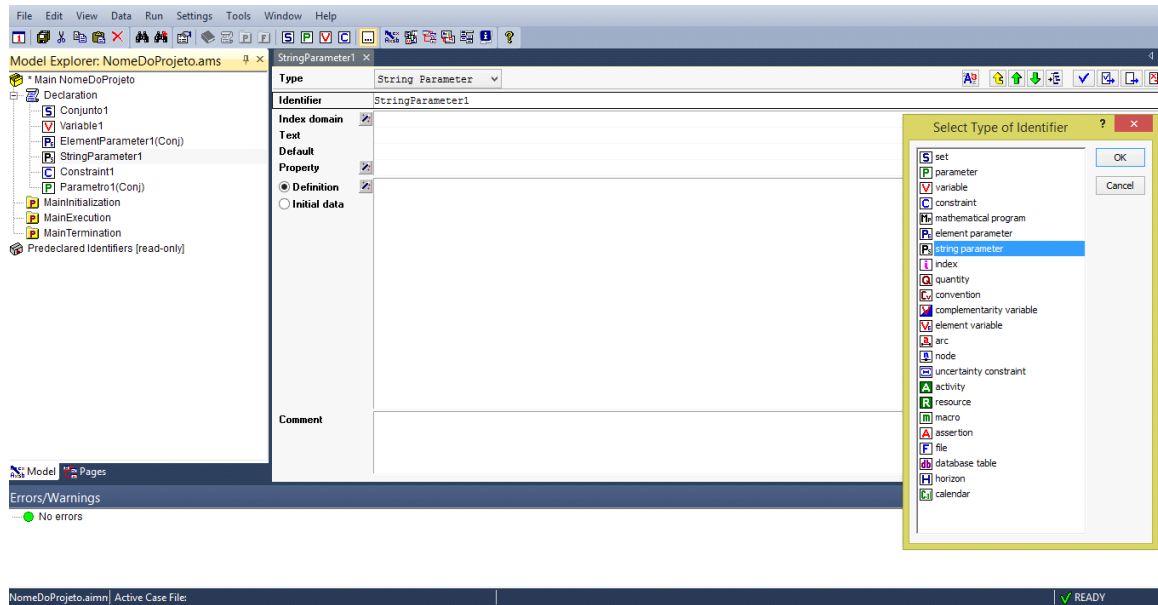 File Edit View Data Run Settings Tools Window Help
Model Explorer: NomeDoProjeto.ams
* Main NomeDoProjeto
Declaration
Conjunto1
Variable1
ElementParameter1(Conj)
StringParameter1
Constraint1
Parametro1(Conj)
MainInitialization
MainExecution
MainTermination
Predeclared Identifiers [read-only]
Model Pages
StringParameter1
Type String Parameter
Identifier StringParameter1
Index domain
Text
Default
Property
Definition
Initial data
Comment
Select Type of Identifier ? ×
set
parameter
variable
constraint
mathematical program
element parameter
string parameter
index
quantity
convention
complementarity variable
element variable
arc
node
uncertainty constraint
activity
resource
macro
assertion
file
database table
horizon
calendar
OK
Cancel
Errors/Warnings
No errors
NomeDoProjeto.aimn Active Case File: READY